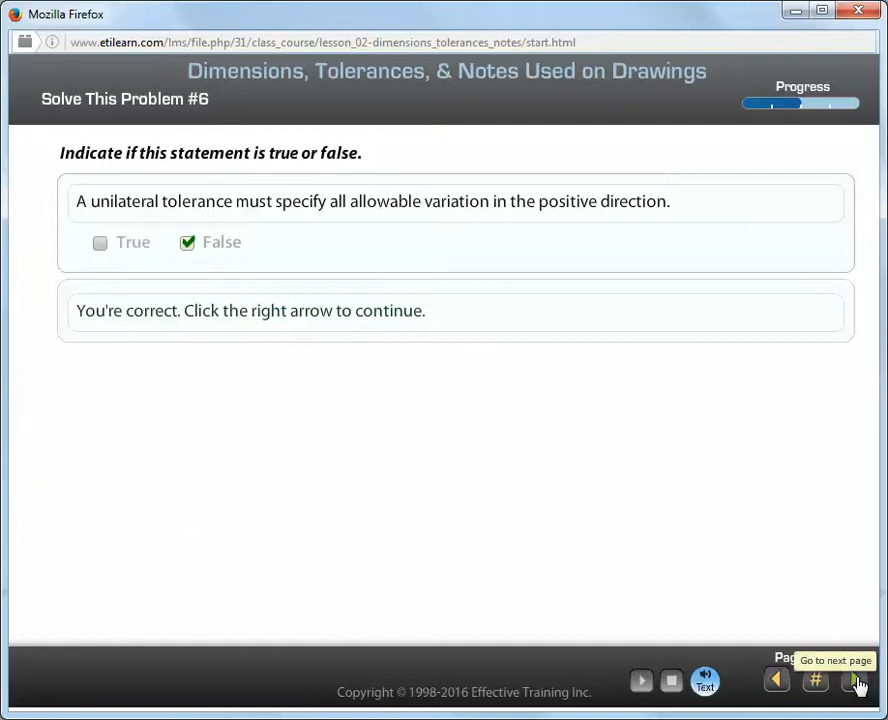 Mozilla Firefox
www.etilearn.com/lms/file.php/31/class_course/lesson_02-dimensions_tolerances_notes/start.html
Dimensions, Tolerances, & Notes Used on Drawings
Solve This Problem #6
Progress
Indicate if this statement is true or false.
A unilateral tolerance must specify all allowable variation in the positive direction.
True False
You're correct. Click the right arrow to continue.
Go to next page
Text
#
Copyright © 1998-2016 Effective Training Inc.